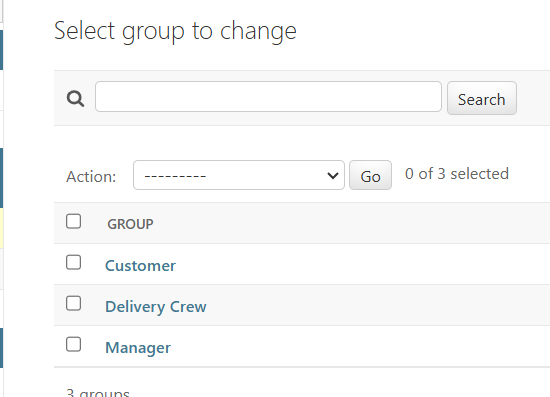 Select group to change
Search
Action: --------- Go 0 of 3 selected
GROUP
Customer
Delivery Crew
Manager
3 groups